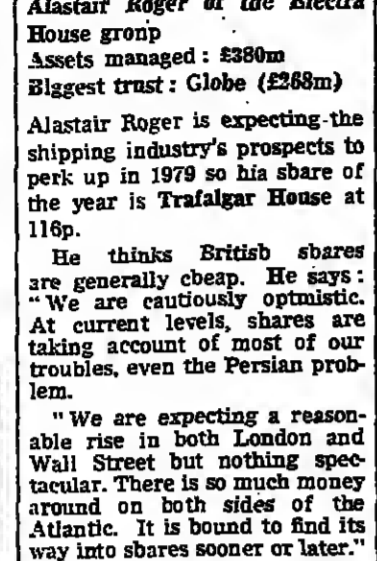 Alastair Roger of the Electra
House gronp
Assets managed : £380m
Biggest trust : Globe (£268m)
Alastair Roger is expecting the
shipping industry's prospects to
perk up in 1979 so hia sbare of
the year is Trafalgar House at
116p.
He thinks Britisb sbares
are generally cbeap. He says :
"We are cautiously optmistic.
At current levels, shares are
taking account of most of our
troubles, even the Persian prob-
lem.
"We are expecting a reason-
able rise in both London and
Wall Street but nothing spec-
tacular. There is so much money
around on both sides of the
Atlantic. It is bound to find its
way into sbares sooner or later."